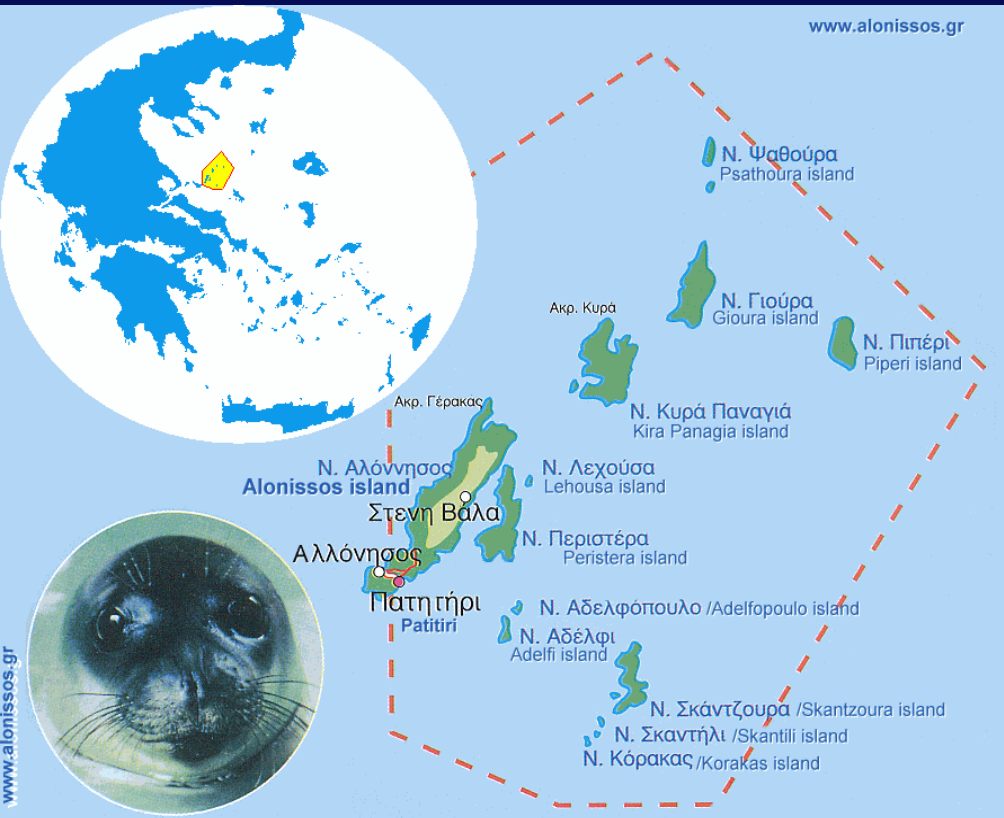 www.alonissos.gr
Ν. Ψαθούρα
Psathoura island
Ν. Γιούρα
Gioura island
Ακρ. Κυρά
Ν. Πιπέρι
Piperi island
Ν. Κυρά Παναγιά
Kira Panagia island
Ακρ. Γέρακας
Ν. Αλόννησος
Alonissos island
Ν. Λεχούσα
Lehousa island
Στενη Βαλα
Ν. Περιστέρα
Peristera island
Αλλόνησος
Πατητήρι
Patitiri
Ν. Αδελφόπουλο /Adelfopoulo island
Ν. Αδέλφι
Adelfi island
Ν. Σκάντζουρα /Skantzoura island
Ν. Σκαντήλι /Skantili island
Ν. Κόρακας /Korakas island
www.alonissos.gr